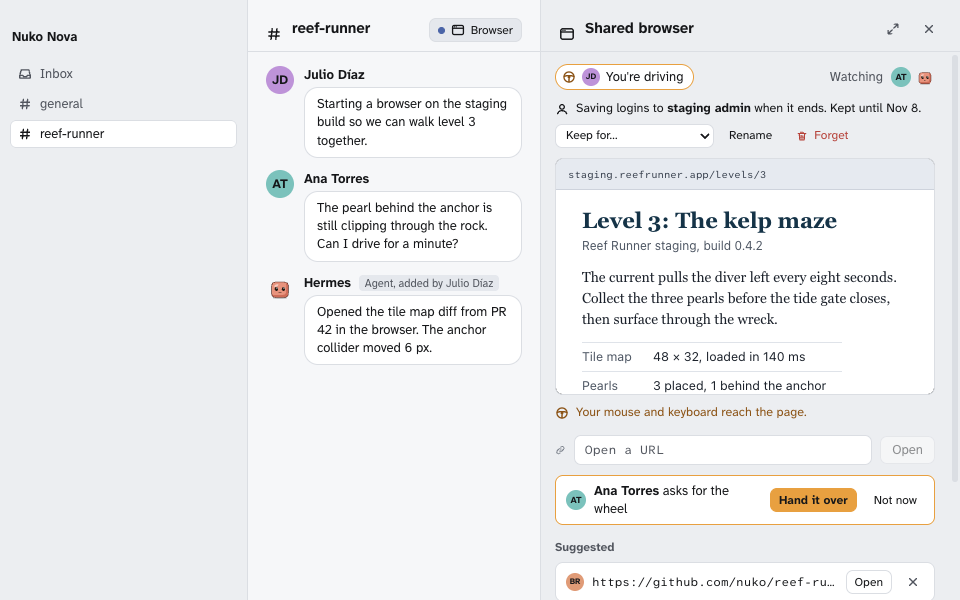 Nuko Nova
Inbox
# general
# reef-runner
# reef-runner
Browser
JD
Julio Díaz
Starting a browser on the staging
build so we can walk level 3
together.
AT
Ana Torres
The pearl behind the anchor is
still clipping through the rock.
Can I drive for a minute?
Hermes Agent, added by Julio Díaz
Opened the tile map diff from PR
42 in the browser. The anchor
collider moved 6 px.
Shared browser
JD You're driving
Watching AT
Saving logins to staging admin when it ends. Kept until Nov 8.
Keep for... Rename Forget
staging.reefrunner.app/levels/3
Level 3: The kelp maze
Reef Runner staging, build 0.4.2
The current pulls the diver left every eight seconds.
Collect the three pearls before the tide gate closes,
then surface through the wreck.
Tile map 48 × 32, loaded in 140 ms
Pearls 3 placed, 1 behind the anchor
Your mouse and keyboard reach the page.
Open a URL Open
AT Ana Torres asks for the
wheel
Hand it over Not now
Suggested
BR https://github.com/nuko/reef-ru… Open